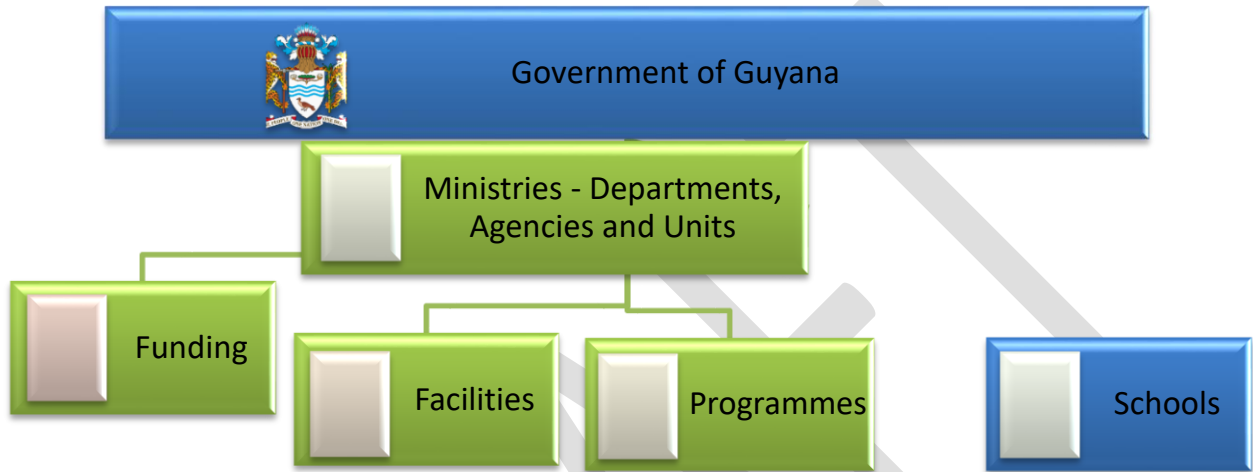 Government of Guyana
Ministries - Departments,
Agencies and Units
Funding
Facilities
Programmes
Schools